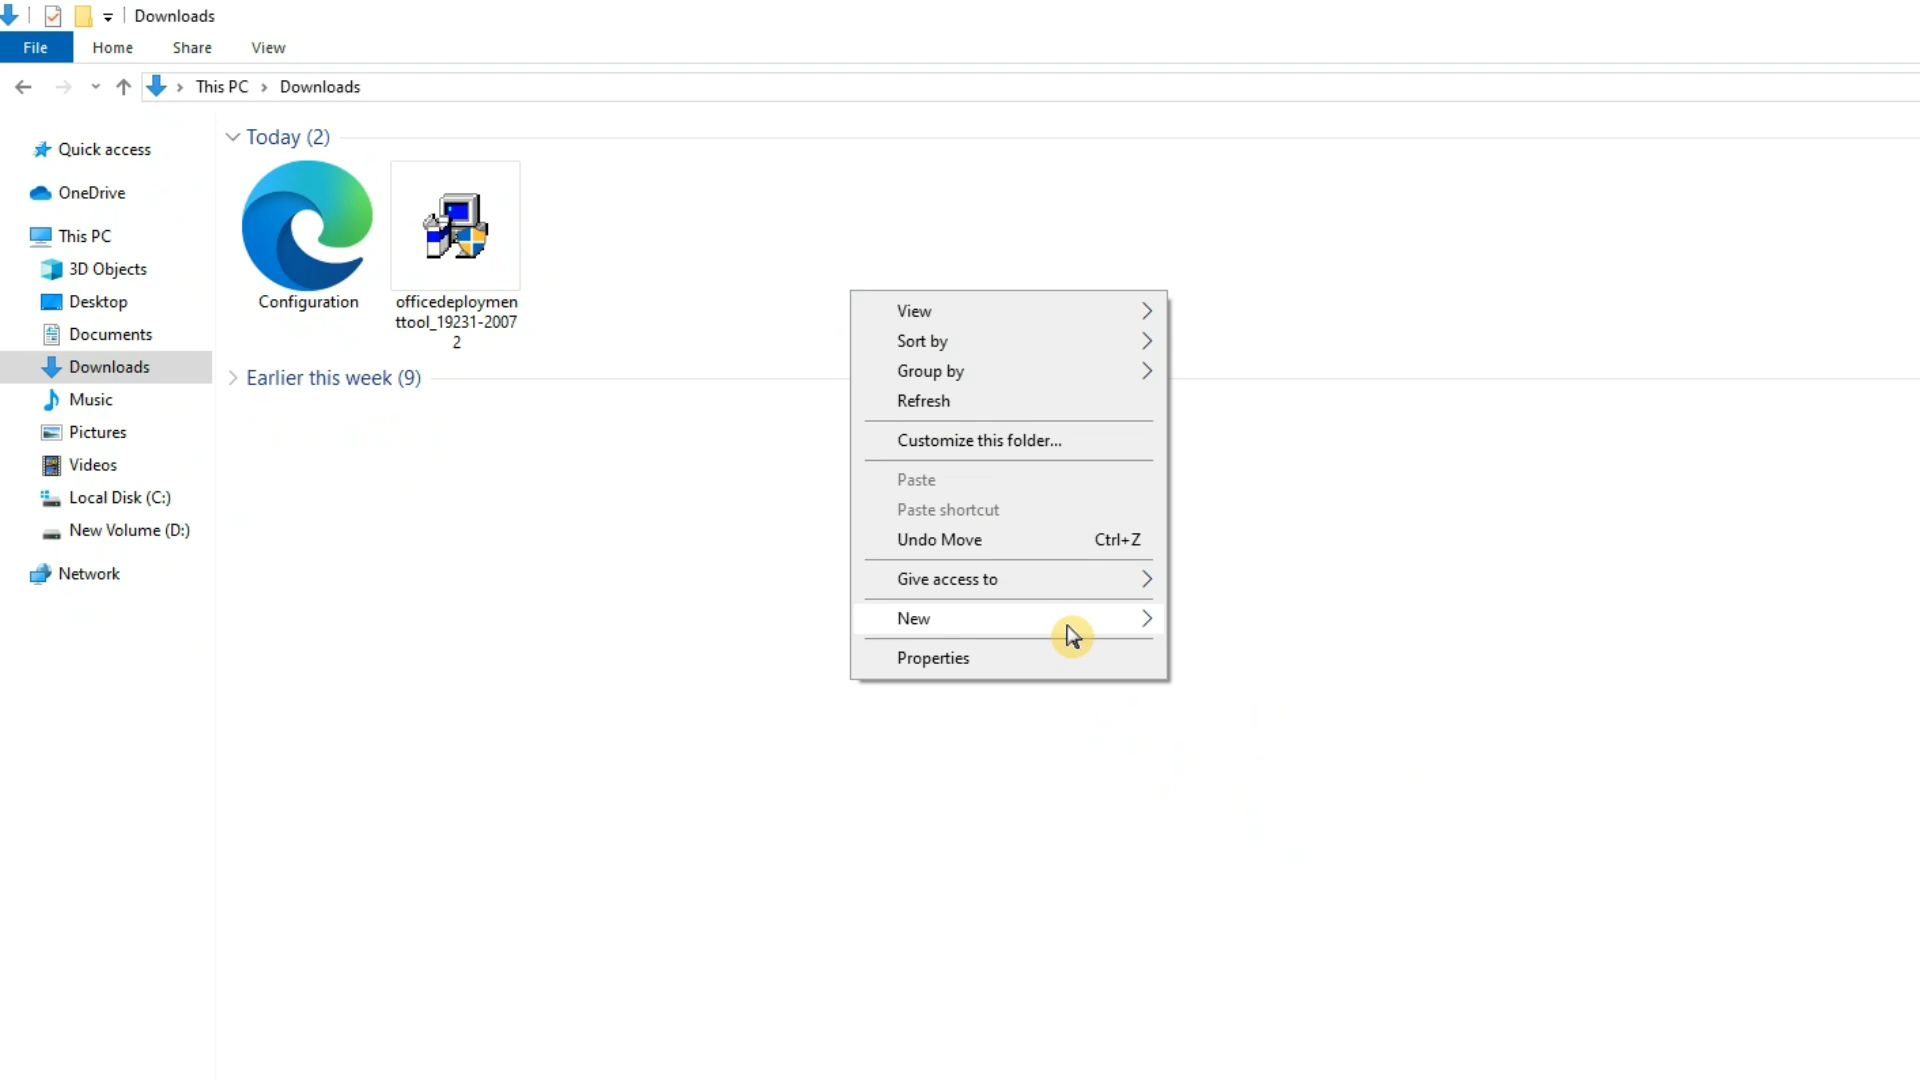 Downloads
File Home Share View
This PC Downloads
Quick access
OneDrive
This PC
3D Objects
Desktop
Documents
Downloads
Music
Pictures
Videos
Local Disk (C:)
New Volume (D:)
Network
Today (2)
Configuration
officedeploymen
ttool_19231-2007
2
Earlier this week (9)
View
Sort by
Group by
Refresh
Customize this folder...
Paste
Paste shortcut
Undo Move Ctrl+Z
Give access to
New
Properties